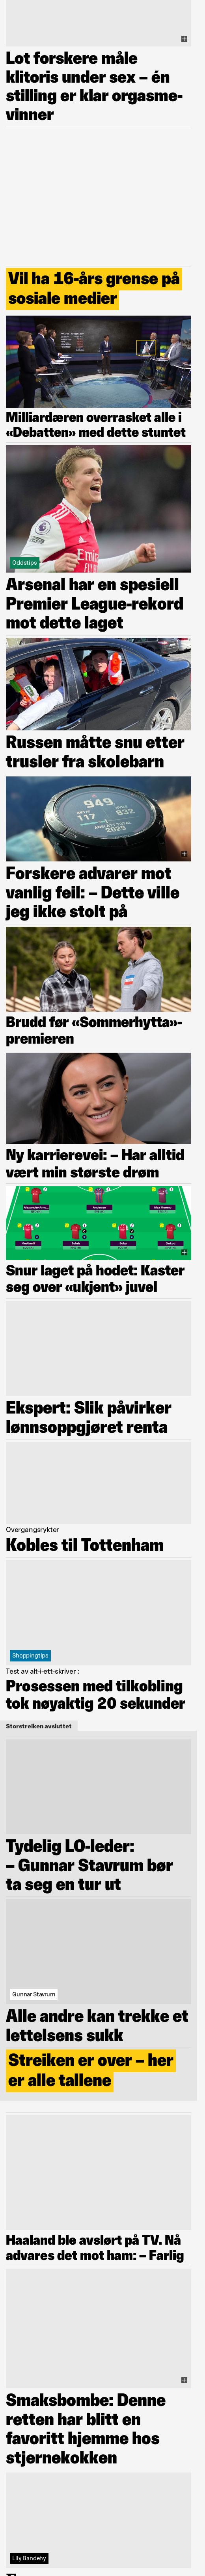 Lot forskere måle
klitoris under sex – én
stilling er klar orgasme-
vinner
Vil ha 16-års grense på
sosiale medier
Milliardæren overrasket alle i
«Debatten» med dette stuntet
Oddstips
Arsenal har en spesiell
Premier League-rekord
mot dette laget
Russen måtte snu etter
trusler fra skolebarn
949
117
832
2025
Forskere advarer mot
vanlig feil: – Dette ville
jeg ikke stolt på
Brudd før «Sommerhytta»-
premieren
Ny karrierevei: – Har alltid
vært min største drøm
Snur laget på hodet: Kaster
seg over «ukjent» juvel
Ekspert: Slik påvirker
lønnsoppgjøret renta
Overgangsrykter
Kobles til Tottenham
Shoppingtips
Test av alt-i-ett-skriver :
Prosessen med tilkobling
tok nøyaktig 20 sekunder
Storstreiken avsluttet
Tydelig LO-leder:
– Gunnar Stavrum bør
ta seg en tur ut
Gunnar Stavrum
Alle andre kan trekke et
lettelsens sukk
Streiken er over – her
er alle tallene
Haaland ble avslørt på TV. Nå
advares det mot ham: – Farlig
Smaksbombe: Denne
retten har blitt en
favoritt hjemme hos
stjernekokken
Lily Bandehy